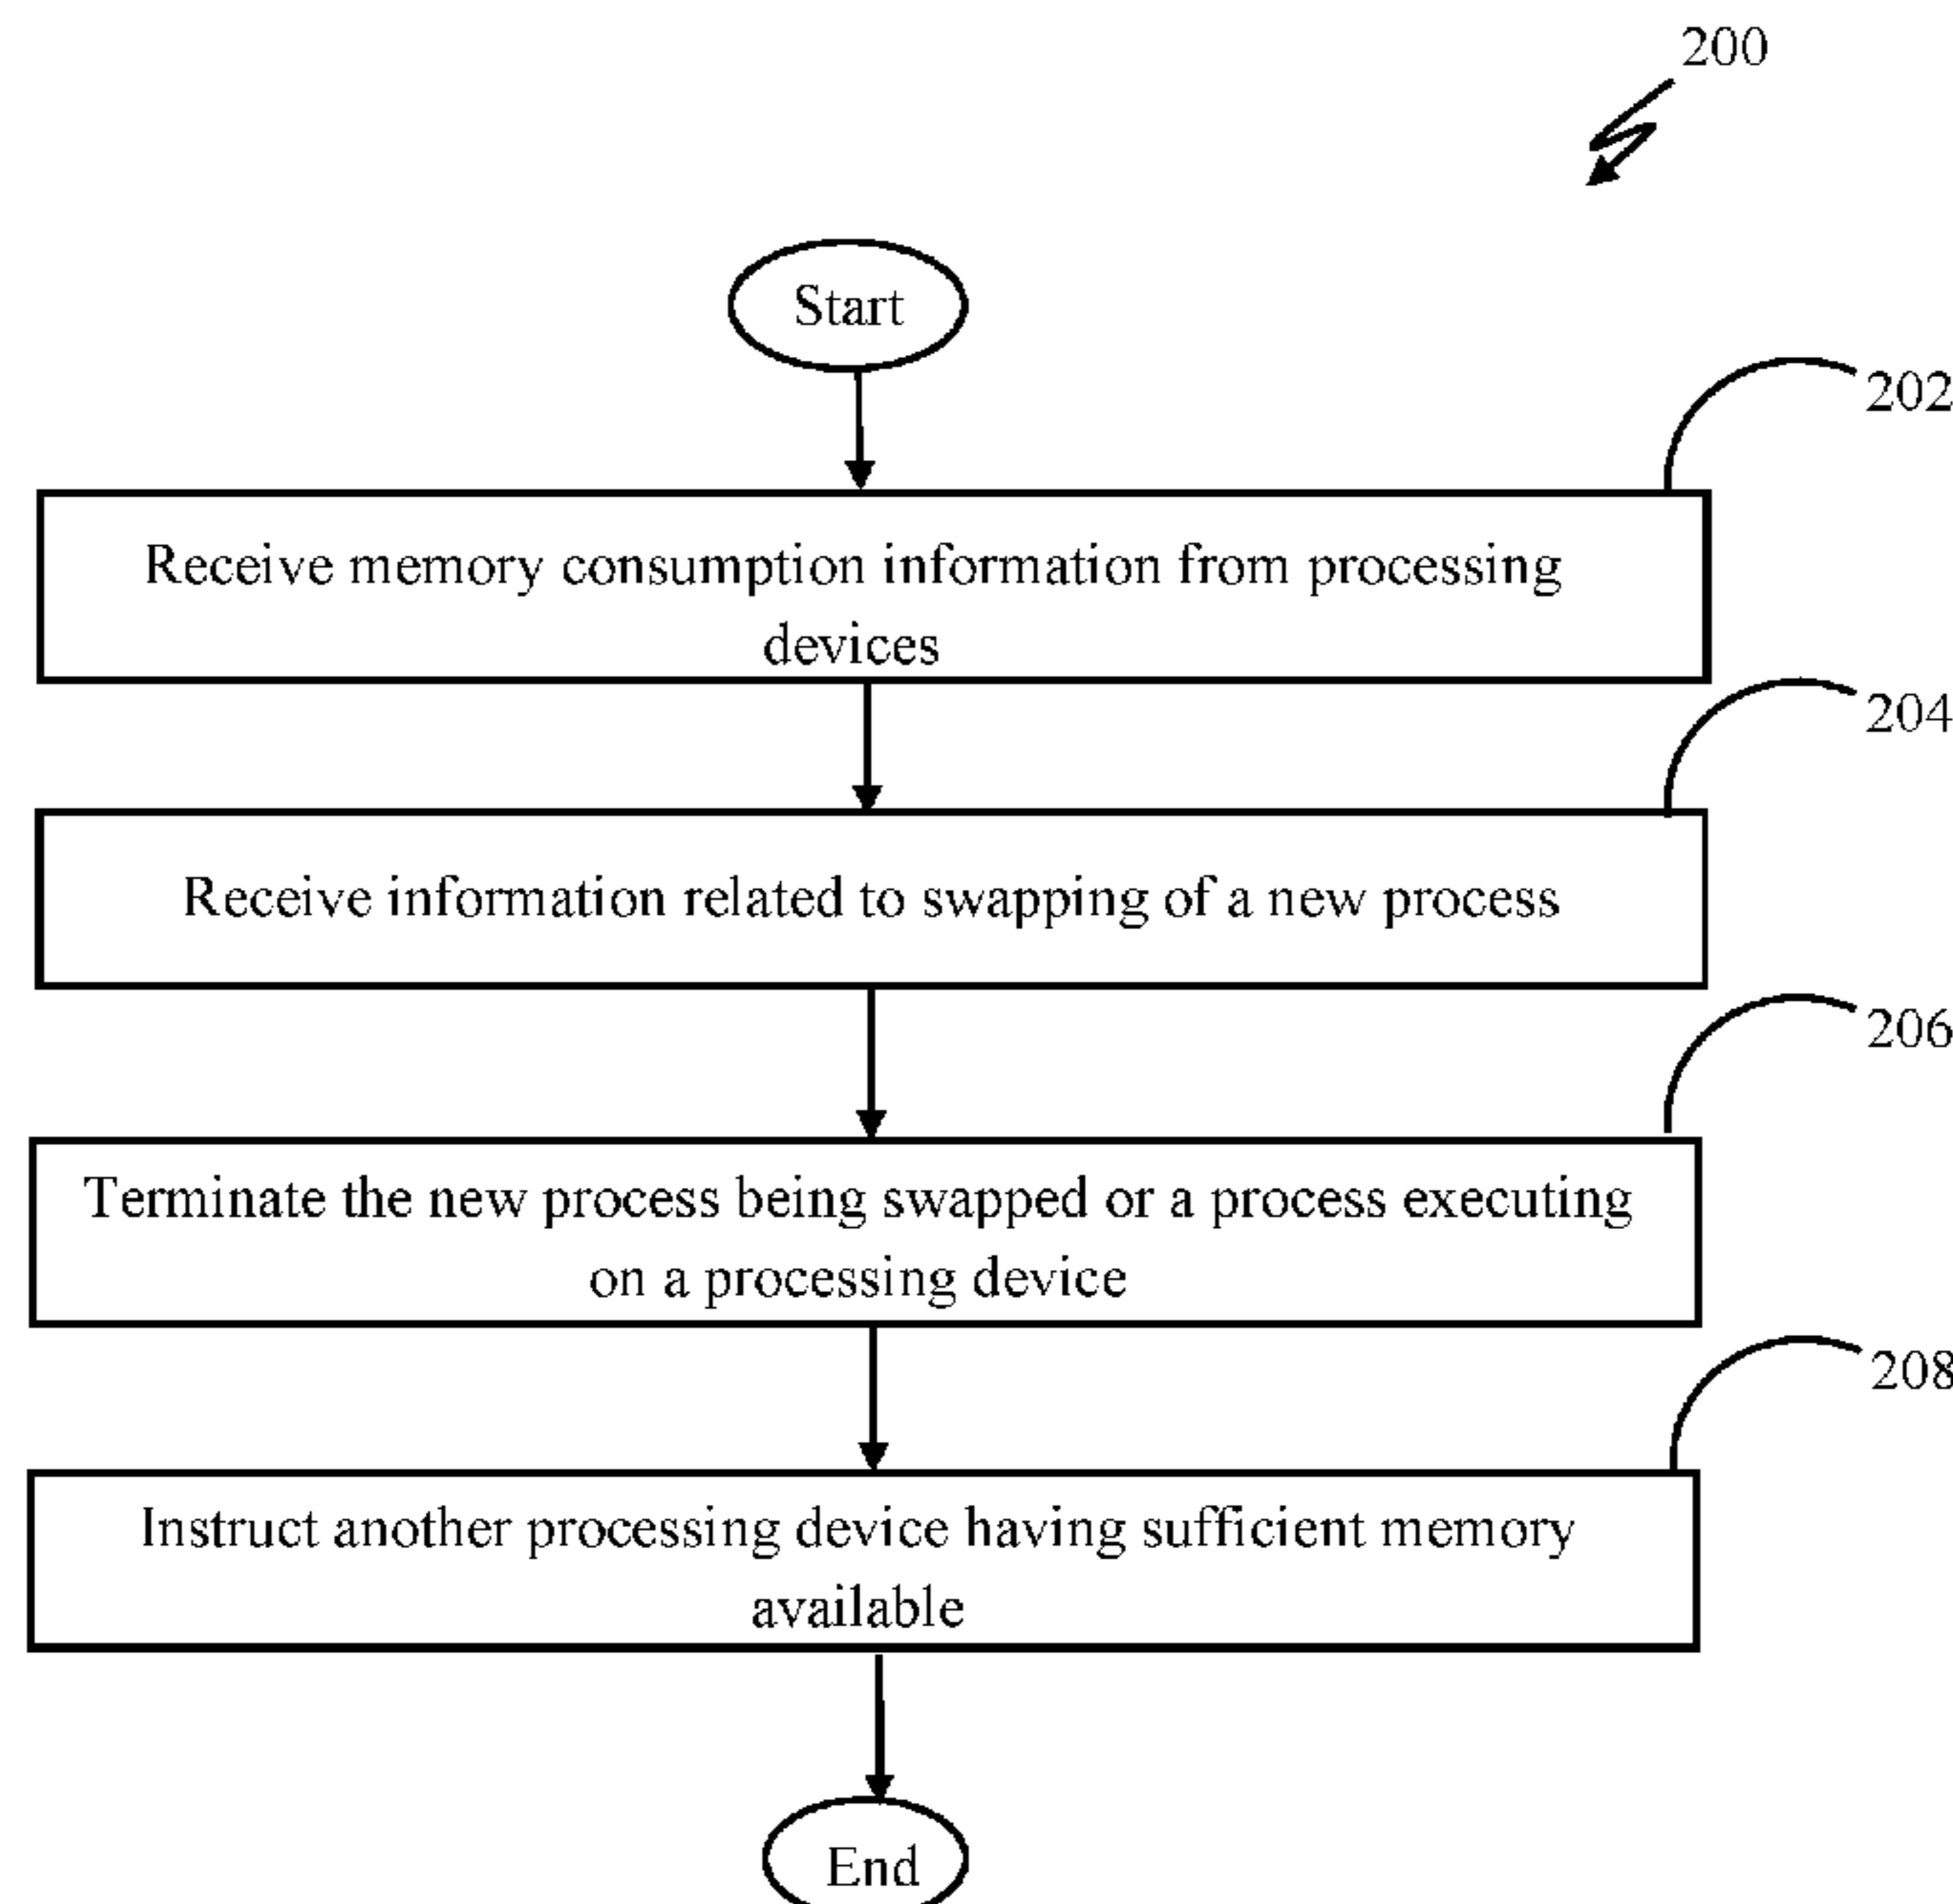 200
Start
202
Receive memory consumption information from processing
devices
204
Receive information related to swapping of a new process
206
Terminate the new process being swapped or a process executing
on a processing device
208
Instruct another processing device having sufficient memory
available
End